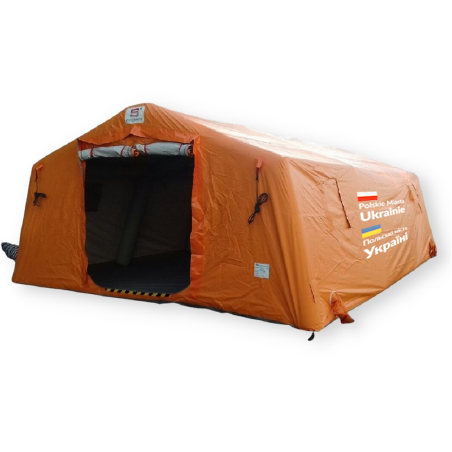 Polskie Miasta
Ukrainie
Польські міста
Україні